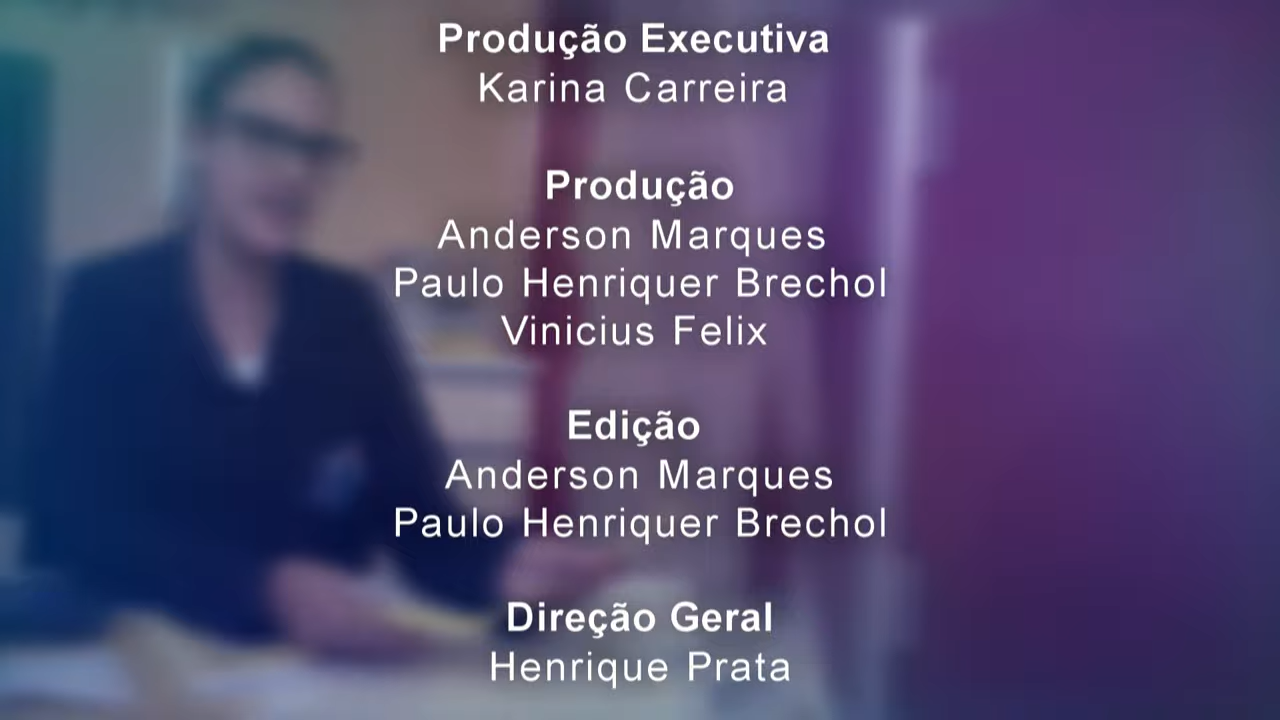 Produção Executiva
Karina Carreira
Produção
Anderson Marques
Paulo Henriquer Brechol
Vinicius Felix
Edição
Anderson Marques
Paulo Henriquer Brechol
Direção Geral
Henrique Prata